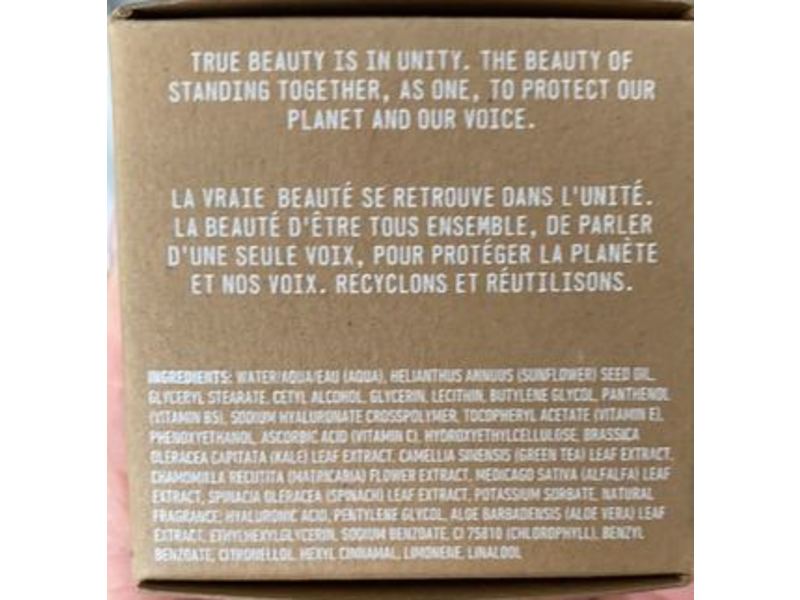 TRUE BEAUTY IS IN UNITY. THE BEAUTY OF
STANDING TOGETHER, AS ONE, TO PROTECT OUR
PLANET AND OUR VOICE.
LA VRAIE BEAUTÉ SE RETROUVE DANS L'UNITÉ.
LA BEAUTÉ D'ÊTRE TOUS ENSEMBLE, DE PARLER
D'UNE SEULE VOIX, POUR PROTÉGER LA PLANÈTE
ET NOS VOIX. RECYCLONS ET RÉUTILISONS.
INGREDIENTS: WATER/AQUA/EAU (AQUA), HELIANTHUS ANNUUS (SUNFLOWER) SEED OIL,
GLYCERYL STEARATE, CETYL ALCOHOL, GLYCERIN, LECITHIN, BUTYLENE GLYCOL, PANTHENOL
(VITAMIN B5), SODIUM HYALURONATE CROSSPOLYMER, TOCOPHERYL ACETATE (VITAMIN E),
PHENOXYETHANOL, ASCORBIC ACID (VITAMIN C), HYDROXYETHYLCELLULOSE, BRASSICA
OLERACEA CAPITATA (KALE) LEAF EXTRACT, CAMELLIA SINENSIS (GREEN TEA) LEAF EXTRACT,
CHAMOMILLA RECUTITA (MATRICARIA) FLOWER EXTRACT, MEDICAGO SATIVA (ALFALFA) LEAF
EXTRACT, SPINACIA OLERACEA (SPINACH) LEAF EXTRACT, POTASSIUM SORBATE, NATURAL
FRAGRANCE, HYALURONIC ACID, PENTYLENE GLYCOL, ALOE BARBADENSIS (ALOE VERA) LEAF
EXTRACT, ETHYLHEXYLGLYCERIN, SODIUM BENZOATE, CI 75810 (CHLOROPHYLL), BENZYL
BENZOATE, CITRONELLOL, HEXYL CINNAMAL, LIMONENE, LINALOOL